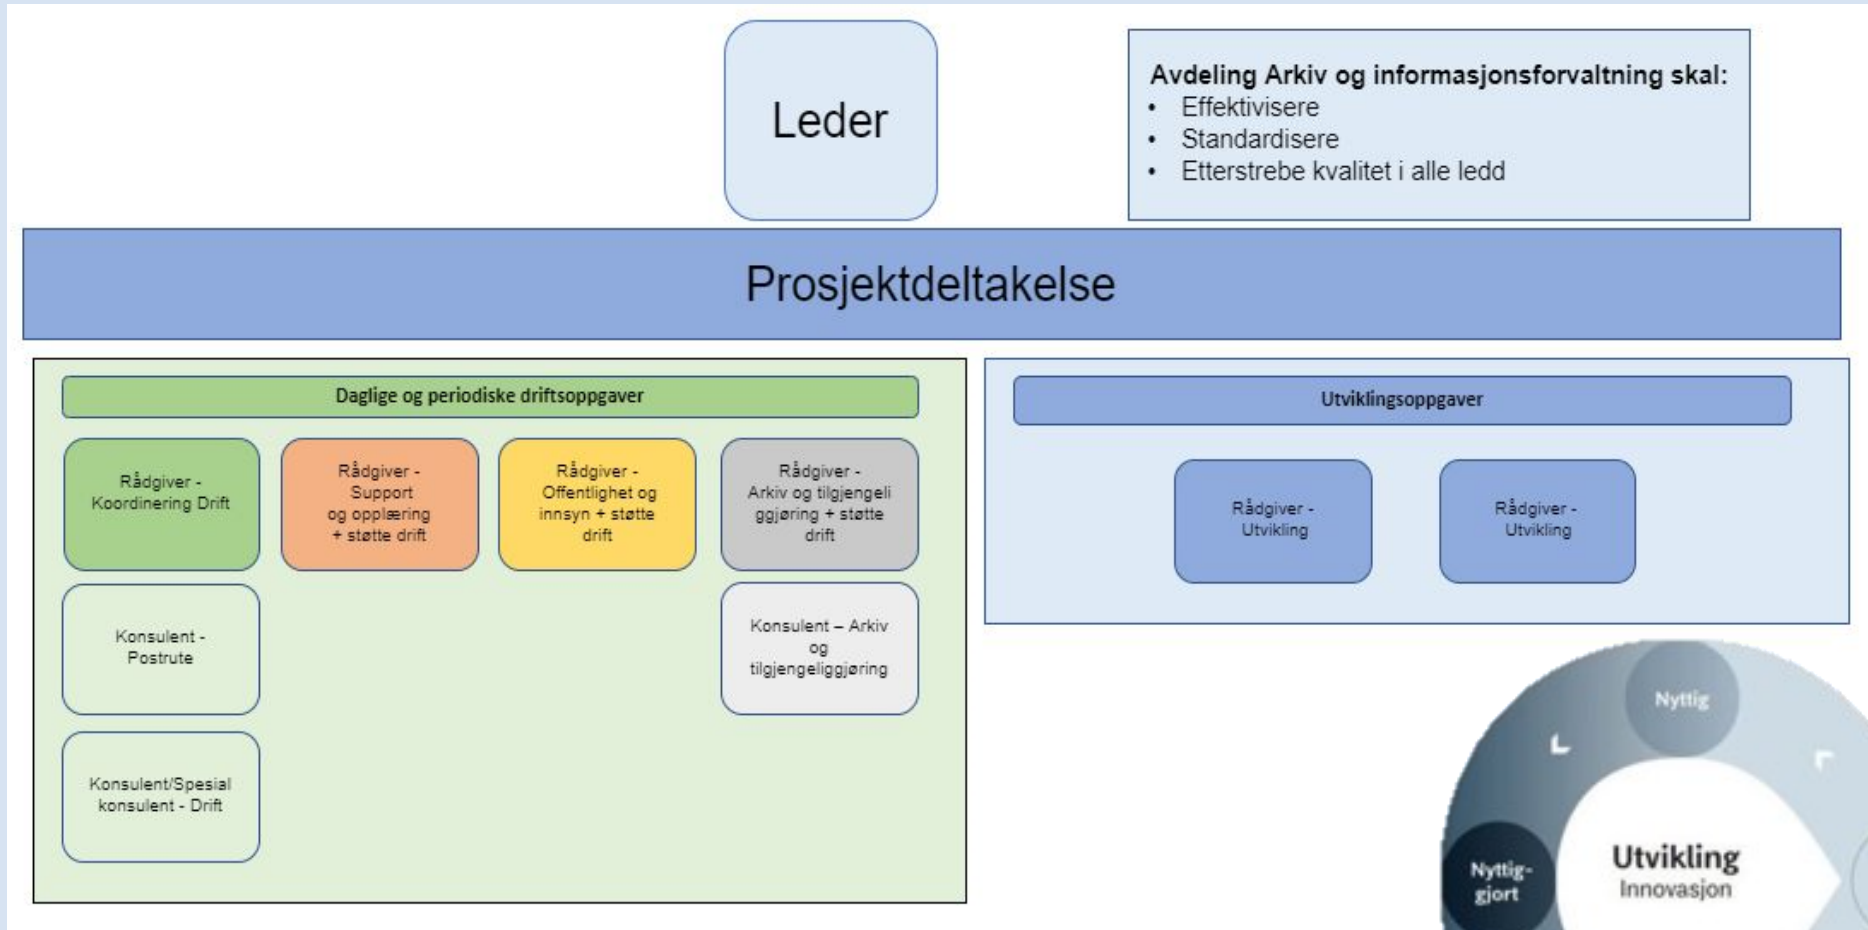 Leder
Avdeling Arkiv og informasjonsforvaltning skal:
• Effektivisere
• Standardisere
• Etterstrebe kvalitet i alle ledd
Prosjektdeltakelse
Daglige og periodiske driftsoppgaver
Rådgiver -
Koordinering Drift
Rådgiver -
Support
og opplæring
+ støtte drift
Rådgiver -
Offentlighet og
innsyn + støtte
drift
Rådgiver -
Arkiv og tilgjengeli
ggjøring + støtte
drift
Konsulent -
Postrute
Konsulent – Arkiv
og
tilgjengeliggjøring
Konsulent/Spesial
konsulent - Drift
Utviklingsoppgaver
Rådgiver -
Utvikling
Rådgiver -
Utvikling
Nyttig
Nyttig-
gjort
Utvikling
Innovasjon